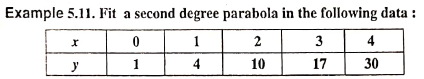 Example 5.11. Fit a second degree parabola in the following data :
x 0 1 2 3 4
y 1 4 10 17 30